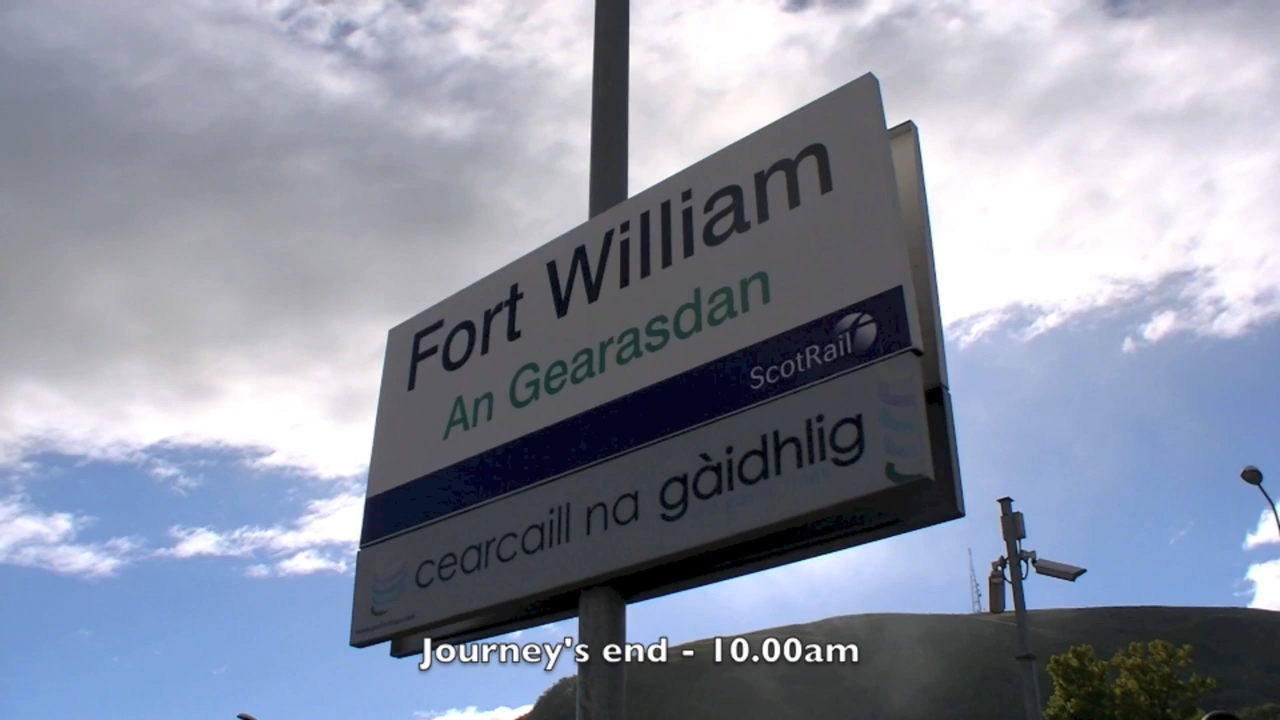 Fort William
An Gearasdan
ScotRail
cearcaill na gàidhlig
Journey's end - 10.00am